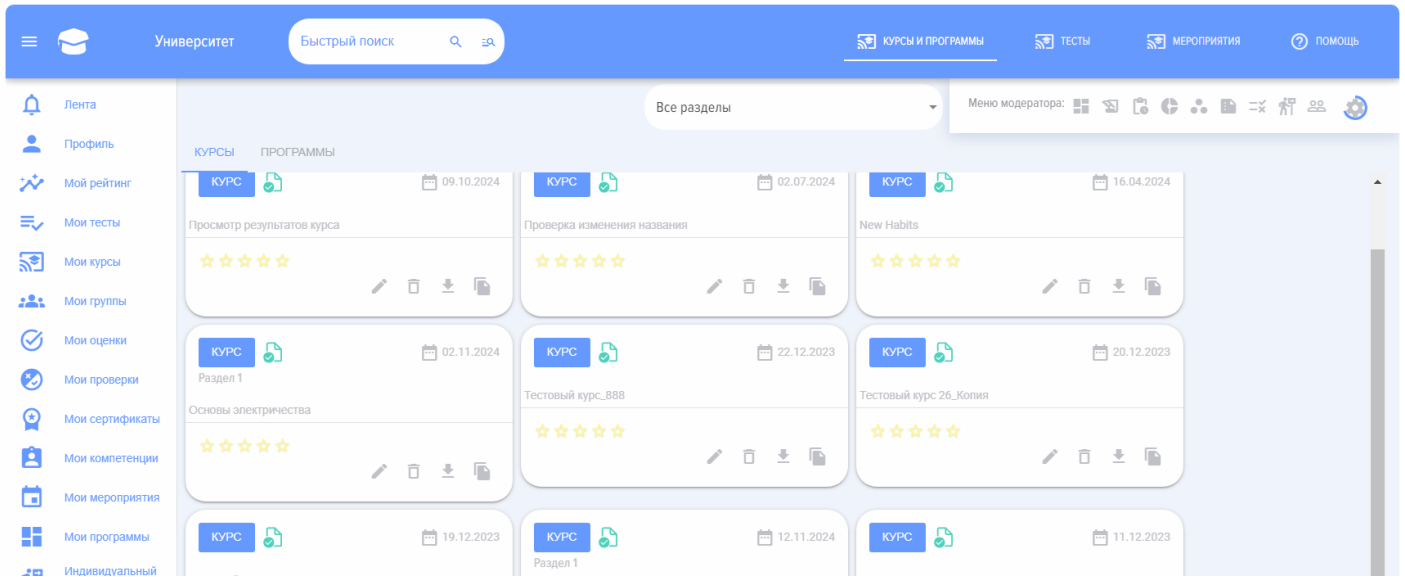 Университет
Быстрый поиск
КУРСЫ И ПРОГРАММЫ
ТЕСТЫ
МЕРОПРИЯТИЯ
ПОМОЩЬ
Лента
Профиль
Мой рейтинг
Мои тесты
Мои курсы
Мои группы
Мои оценки
Мои проверки
Мои сертификаты
Мои компетенции
Мои мероприятия
Мои программы
Индивидуальный
Все разделы
Меню модератора:
КУРСЫ ПРОГРАММЫ
КУРС 09.10.2024
Просмотр результатов курса
КУРС 02.07.2024
Проверка изменения названия
КУРС 16.04.2024
New Habits
КУРС 02.11.2024
Раздел 1
Основы электричества
КУРС 22.12.2023
Тестовый курс_888
КУРС 20.12.2023
Тестовый курс 26_Копия
КУРС 19.12.2023
КУРС 12.11.2024
Раздел 1
КУРС 11.12.2023